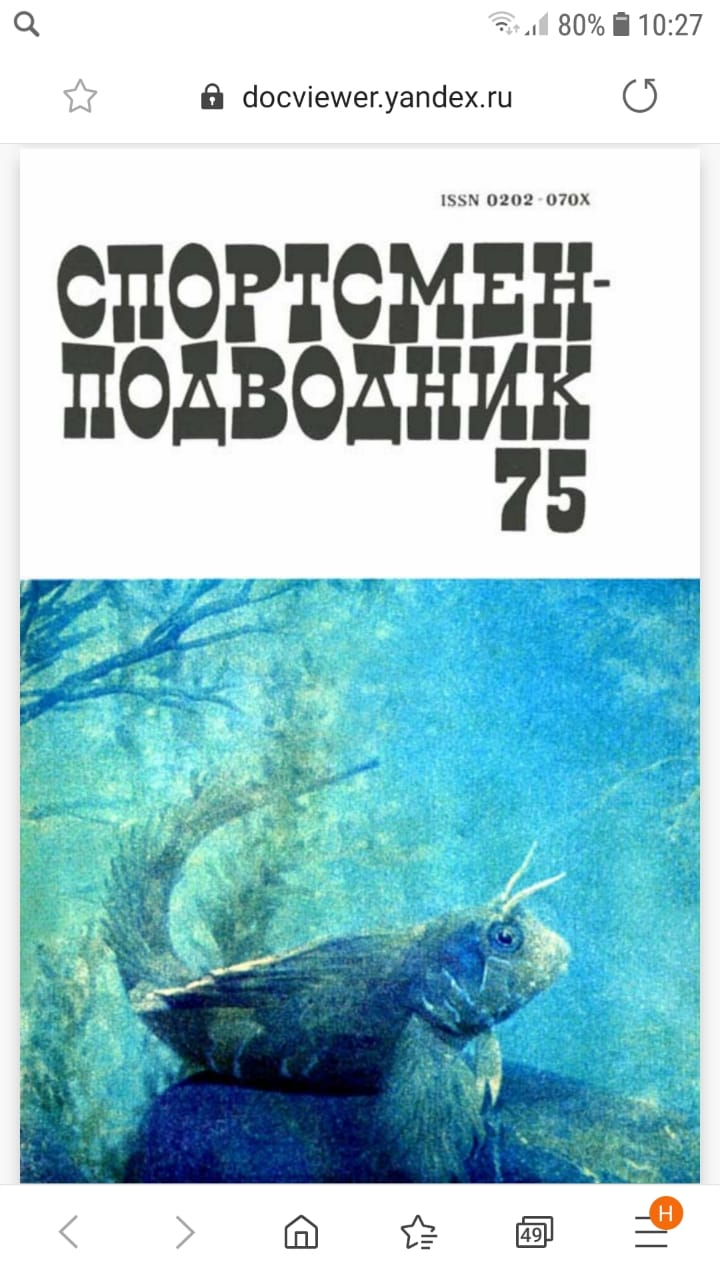 80% 10:27
docviewer.yandex.ru
ISSN 0202-070X
СПОРТСМЕН-
ПОДВОДНИК
75
49
H